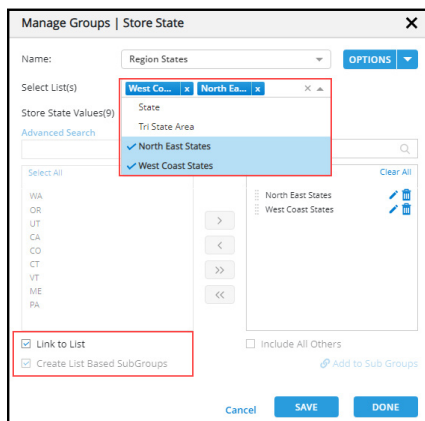 Manage Groups | Store State
Name:
Region States
OPTIONS
Select List(s)
West Co... x North Ea... x
State
Store State Values(9)
Tri State Area
Advanced Search
North East States
West Coast States
Select All
Clear All
WA
OR
UT
CA
CO
CT
VT
ME
PA
>
<
>>
<<
North East States
West Coast States
Link to List
Include All Others
Create List Based SubGroups
Add to Sub Groups
Cancel
SAVE
DONE